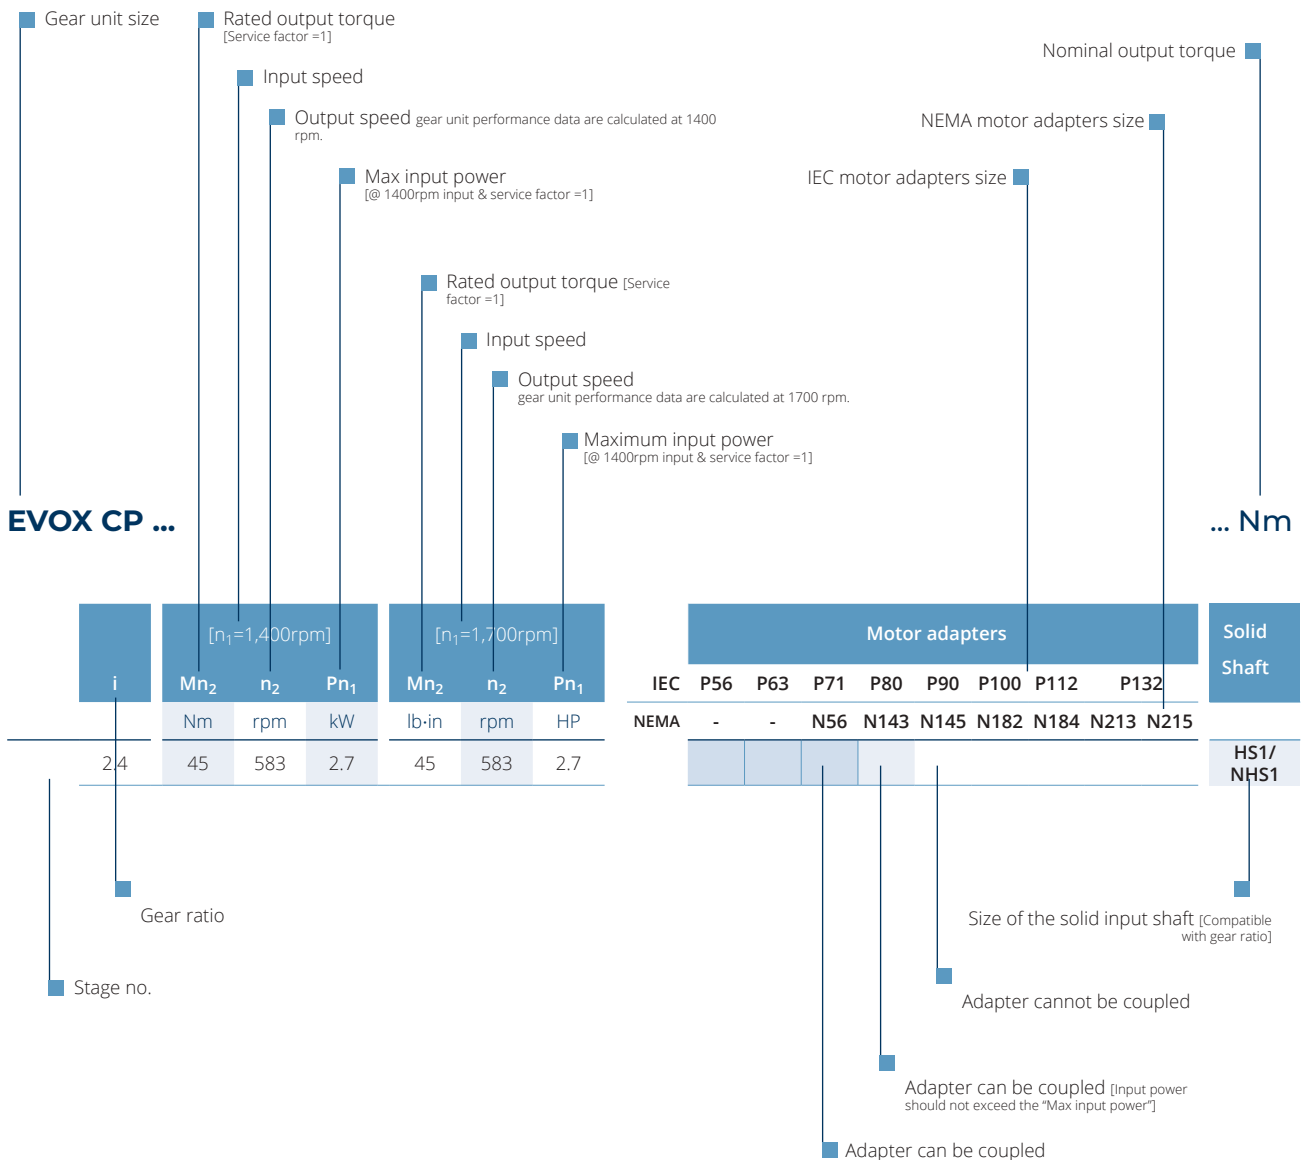 Gear unit size
Rated output torque
[Service factor =1]
Nominal output torque
Input speed
Output speed gear unit performance data are calculated at 1400
rpm.
NEMA motor adapters size
Max input power
[@ 1400rpm input & service factor =1]
IEC motor adapters size
Rated output torque [Service
factor =1]
Input speed
Output speed
gear unit performance data are calculated at 1700 rpm.
Maximum input power
[@ 1400rpm input & service factor =1]
EVOX CP ...
... Nm
[n1=1,400rpm] [n1=1,700rpm] Motor adapters Solid
Shaft
i Mn2 n2 Pn1 Mn2 n2 Pn1 IEC P56 P63 P71 P80 P90 P100 P112 P132
Nm rpm kW lb·in rpm HP NEMA - - N56 N143 N145 N182 N184 N213 N215
2.4 45 583 2.7 45 583 2.7 HS1/
NHS1
Gear ratio
Size of the solid input shaft [Compatible
with gear ratio]
Stage no.
Adapter cannot be coupled
Adapter can be coupled [Input power
should not exceed the “Max input power”]
Adapter can be coupled